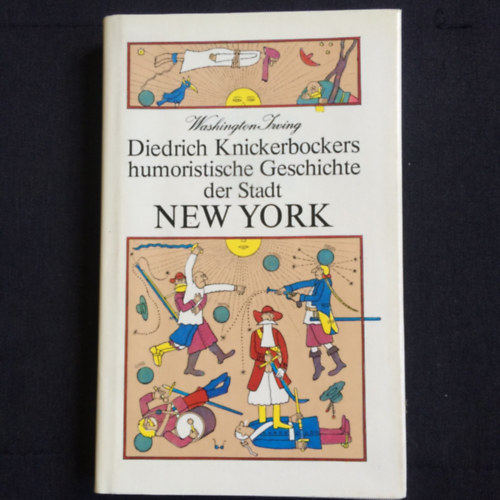 Washington Irving
Diedrich Knickerbockers
humoristische Geschichte
der Stadt
NEW YORK